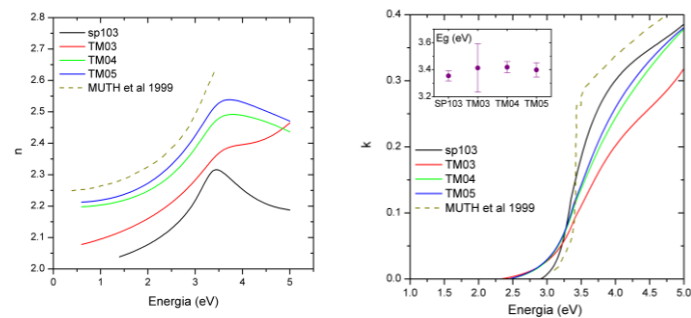 2.8
2.7
2.6
2.5
2.4
2.3
2.2
2.1
2.0
n
sp103
TM03
TM04
TM05
MUTH et al 1999
0 1 2 3 4 5 6
Energia (eV)
0.4
0.3
0.2
0.1
0.0
k
Eg (eV)
3.6
3.4
3.2
SP103 TM03 TM04 TM05
sp103
TM03
TM04
TM05
MUTH et al 1999
1.0 1.5 2.0 2.5 3.0 3.5 4.0 4.5 5.0
Energia (eV)